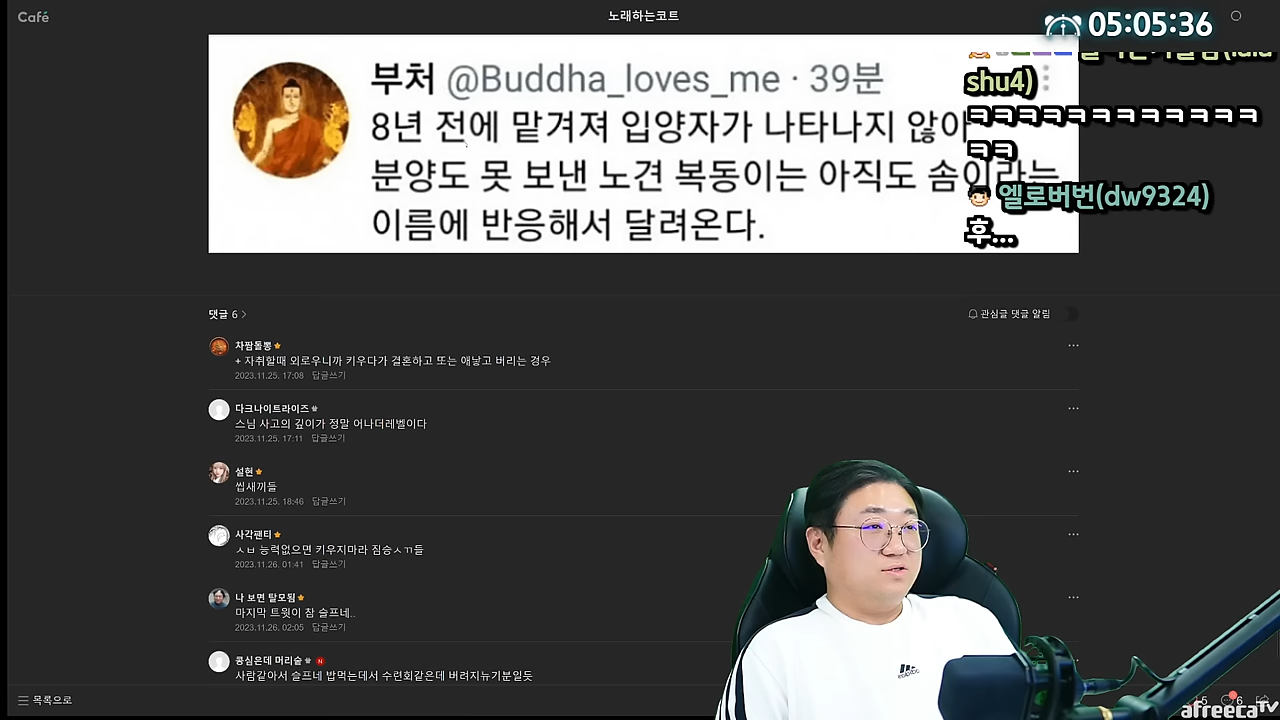 Café
노래하는코트
05:05:36
부처 @Buddha_loves_me · 39분
8년 전에 맡겨져 입양자가 나타나지 않아
분양도 못 보낸 노견 복동이는 아직도 솜이라는
이름에 반응해서 달려온다.
shu4)
ㅋㅋㅋㅋㅋㅋㅋㅋㅋㅋㅋㅋ
ㅋㅋ
옐로버번(dw9324)
후...
댓글 6
관심글 댓글 알림
차깜돌뽕
+ 자취할때 외로우니까 키우다가 결혼하고 또는 애낳고 버리는 경우
2023.11.25. 17:08 답글쓰기
다크나이트라이즈
스님 사고의 깊이가 정말 어나더레벨이다
2023.11.25. 17:11 답글쓰기
설현
씹새끼들
2023.11.25. 18:46 답글쓰기
사각팬티
ㅅㅂ 능력없으면 키우지마라 짐승ㅅㄲ들
2023.11.26. 01:41 답글쓰기
나 보면 탈모됨
마지막 트윗이 참 슬프네..
2023.11.26. 02:05 답글쓰기
콩심은데 머리숱
사람같아서 슬프네 밥먹는데서 수련회같은데 버려지뉴기분일듯
목록으로
afreecaTV